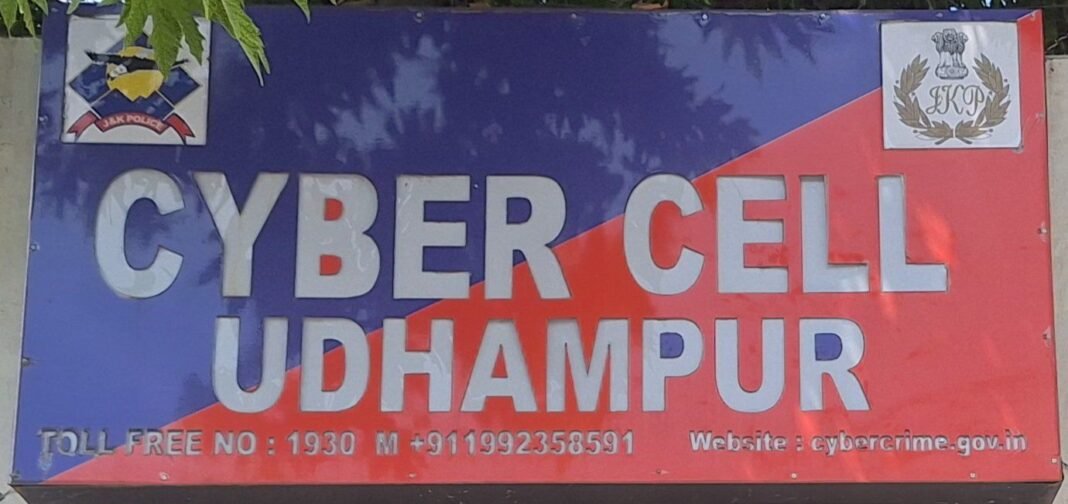 J&K POLICE
JKP
CYBER CELL
UDHAMPUR
TOLL FREE NO : 1930 M +911992358591
Website : cybercrime.gov.in